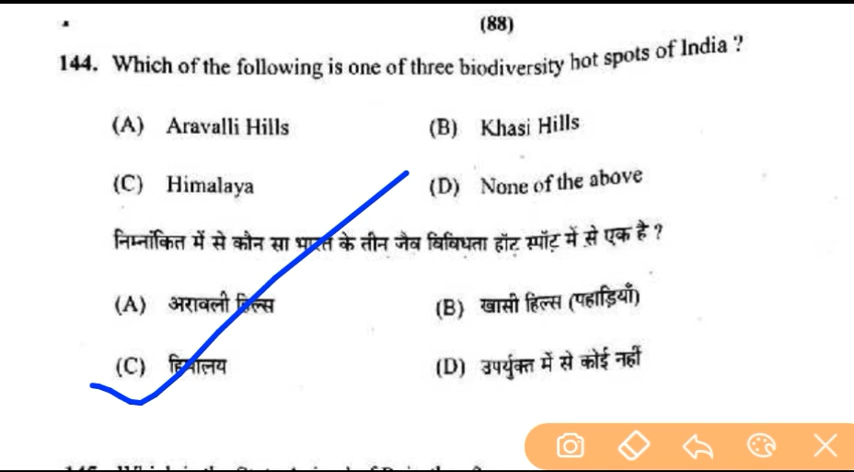 (88)
144. Which of the following is one of three biodiversity hot spots of India ?
(A) Aravalli Hills (B) Khasi Hills
(C) Himalaya (D) None of the above
निम्नांकित में से कौन सा भारत के तीन जैव विविधता हॉट स्पॉट में से एक है ?
(A) अरावली हिल्स (B) खासी हिल्स (पहाड़ियाँ)
(C) हिमालय (D) उपर्युक्त में से कोई नहीं